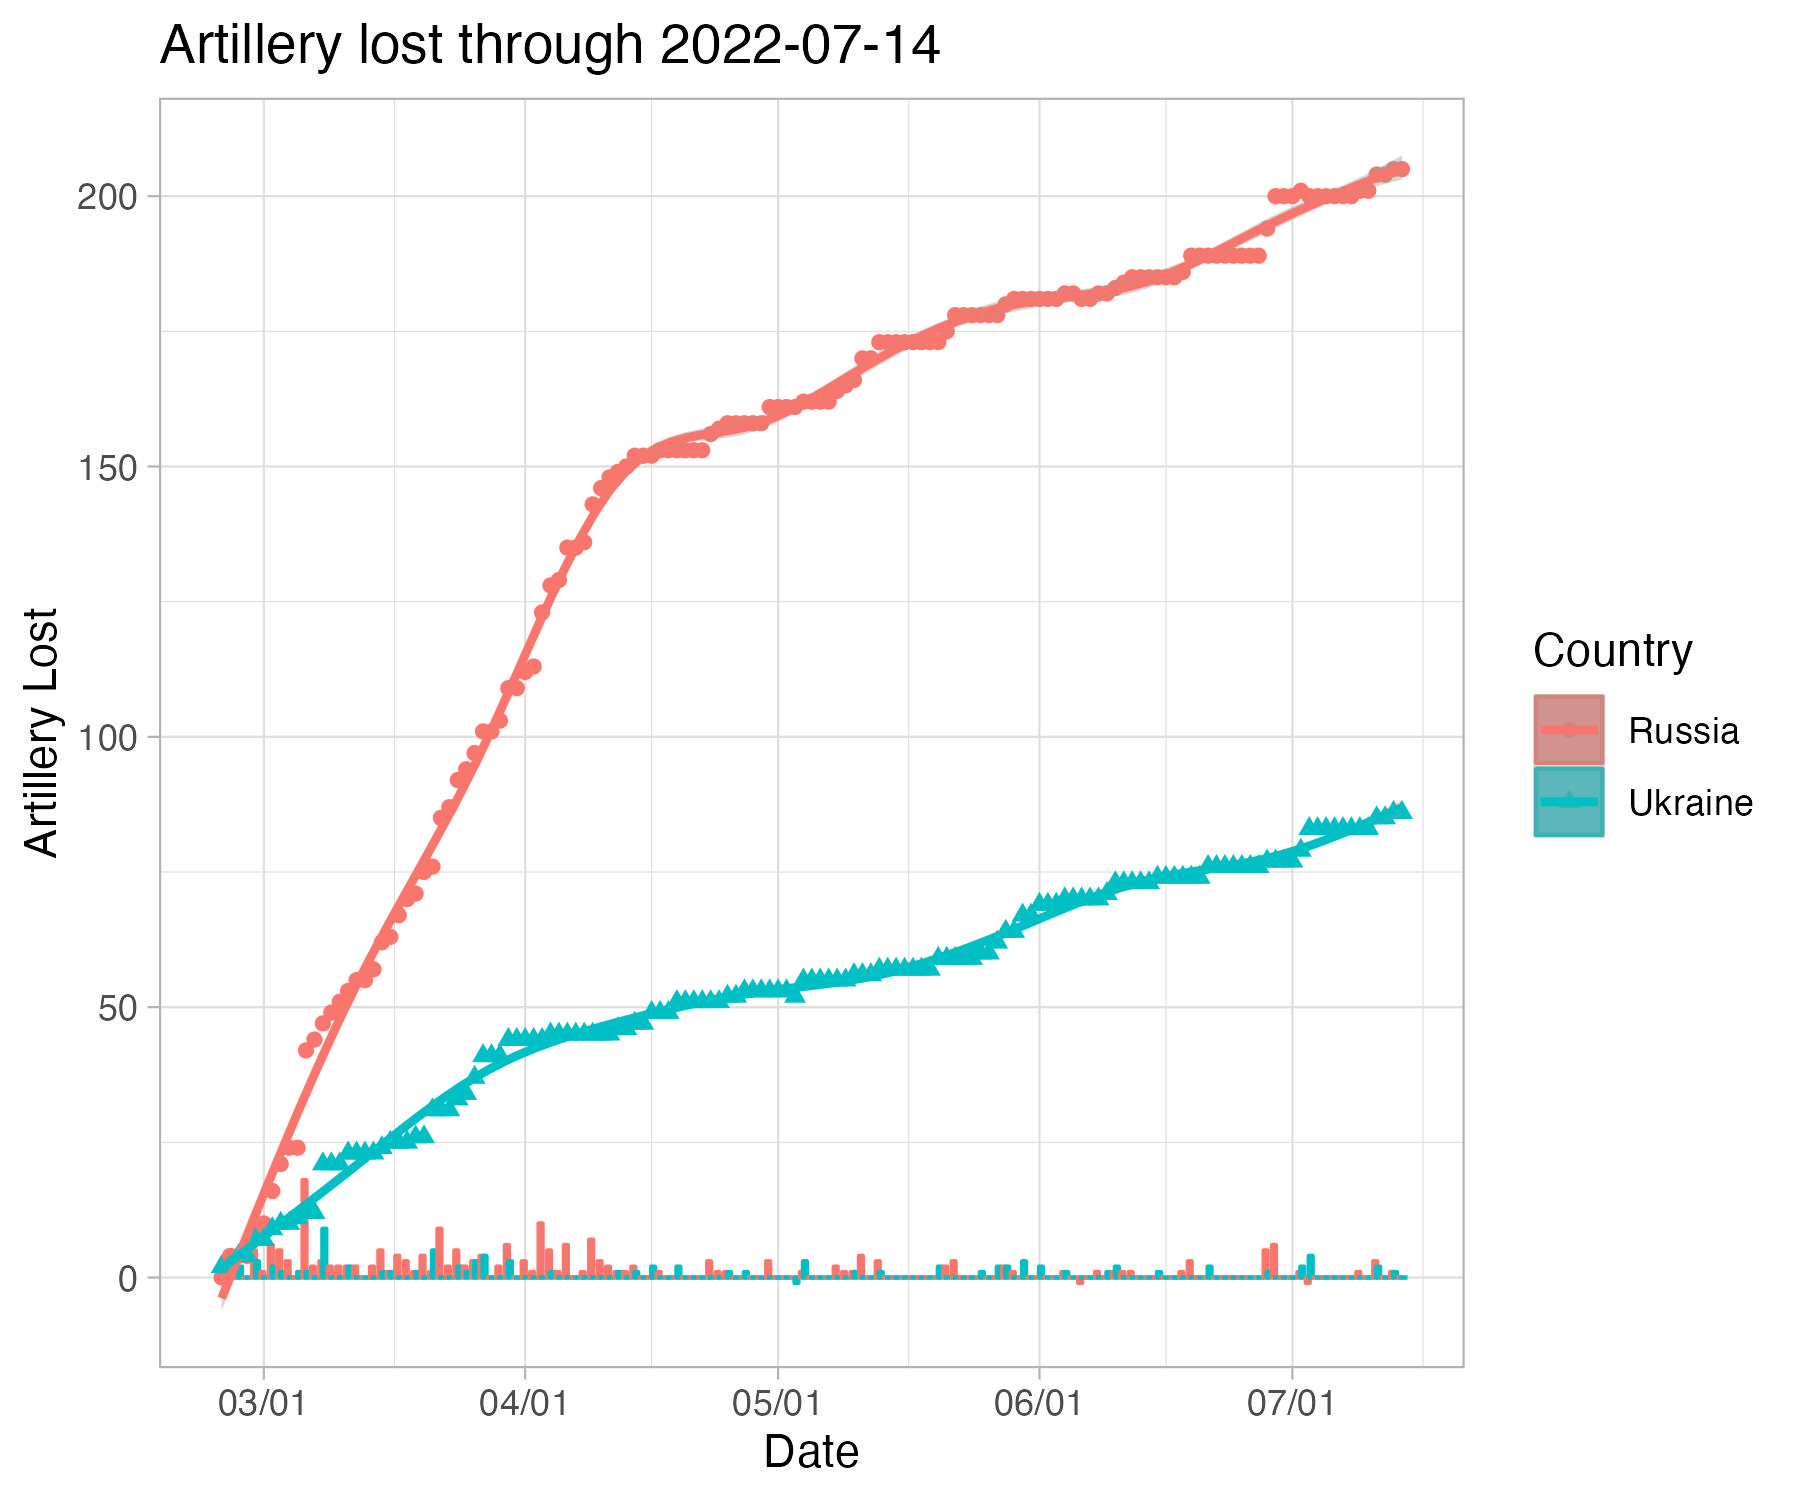 Artillery lost through 2022-07-14
Artillery Lost
200
150
100
50
0
03/01
04/01
05/01
06/01
07/01
Date
Country
Russia
Ukraine